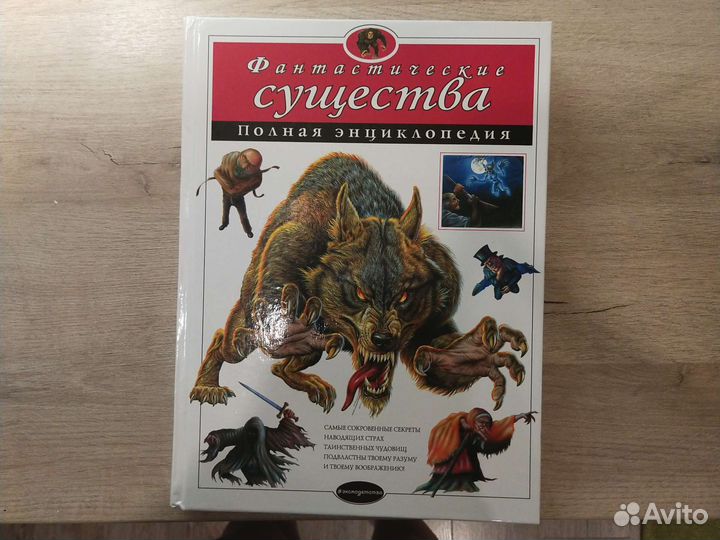 Фантастические
существа
Полная энциклопедия
САМЫЕ СОКРОВЕННЫЕ СЕКРЕТЫ
НАВОДЯЩИХ СТРАХ
ТАИНСТВЕННЫХ ЧУДОВИЩ
ПОДВЛАСТНЫ ТВОЕМУ РАЗУМУ
И ТВОЕМУ ВООБРАЖЕНИЮ!
#эксмодетство
Avito